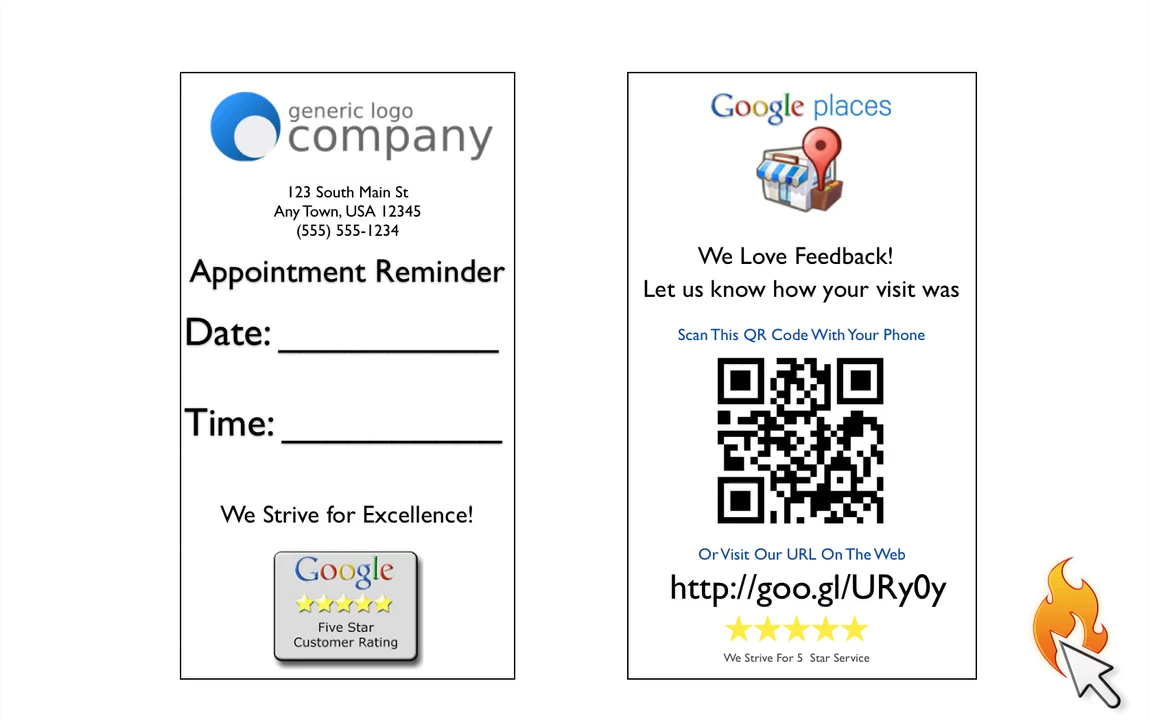 generic logo
company
123 South Main St
Any Town, USA 12345
(555) 555-1234
Appointment Reminder
Date: ___________
Time: ___________
We Strive for Excellence!
Google
Five Star
Customer Rating
Google places
We Love Feedback!
Let us know how your visit was
Scan This QR Code With Your Phone
Or Visit Our URL On The Web
http://goo.gl/URy0y
We Strive For 5 Star Service